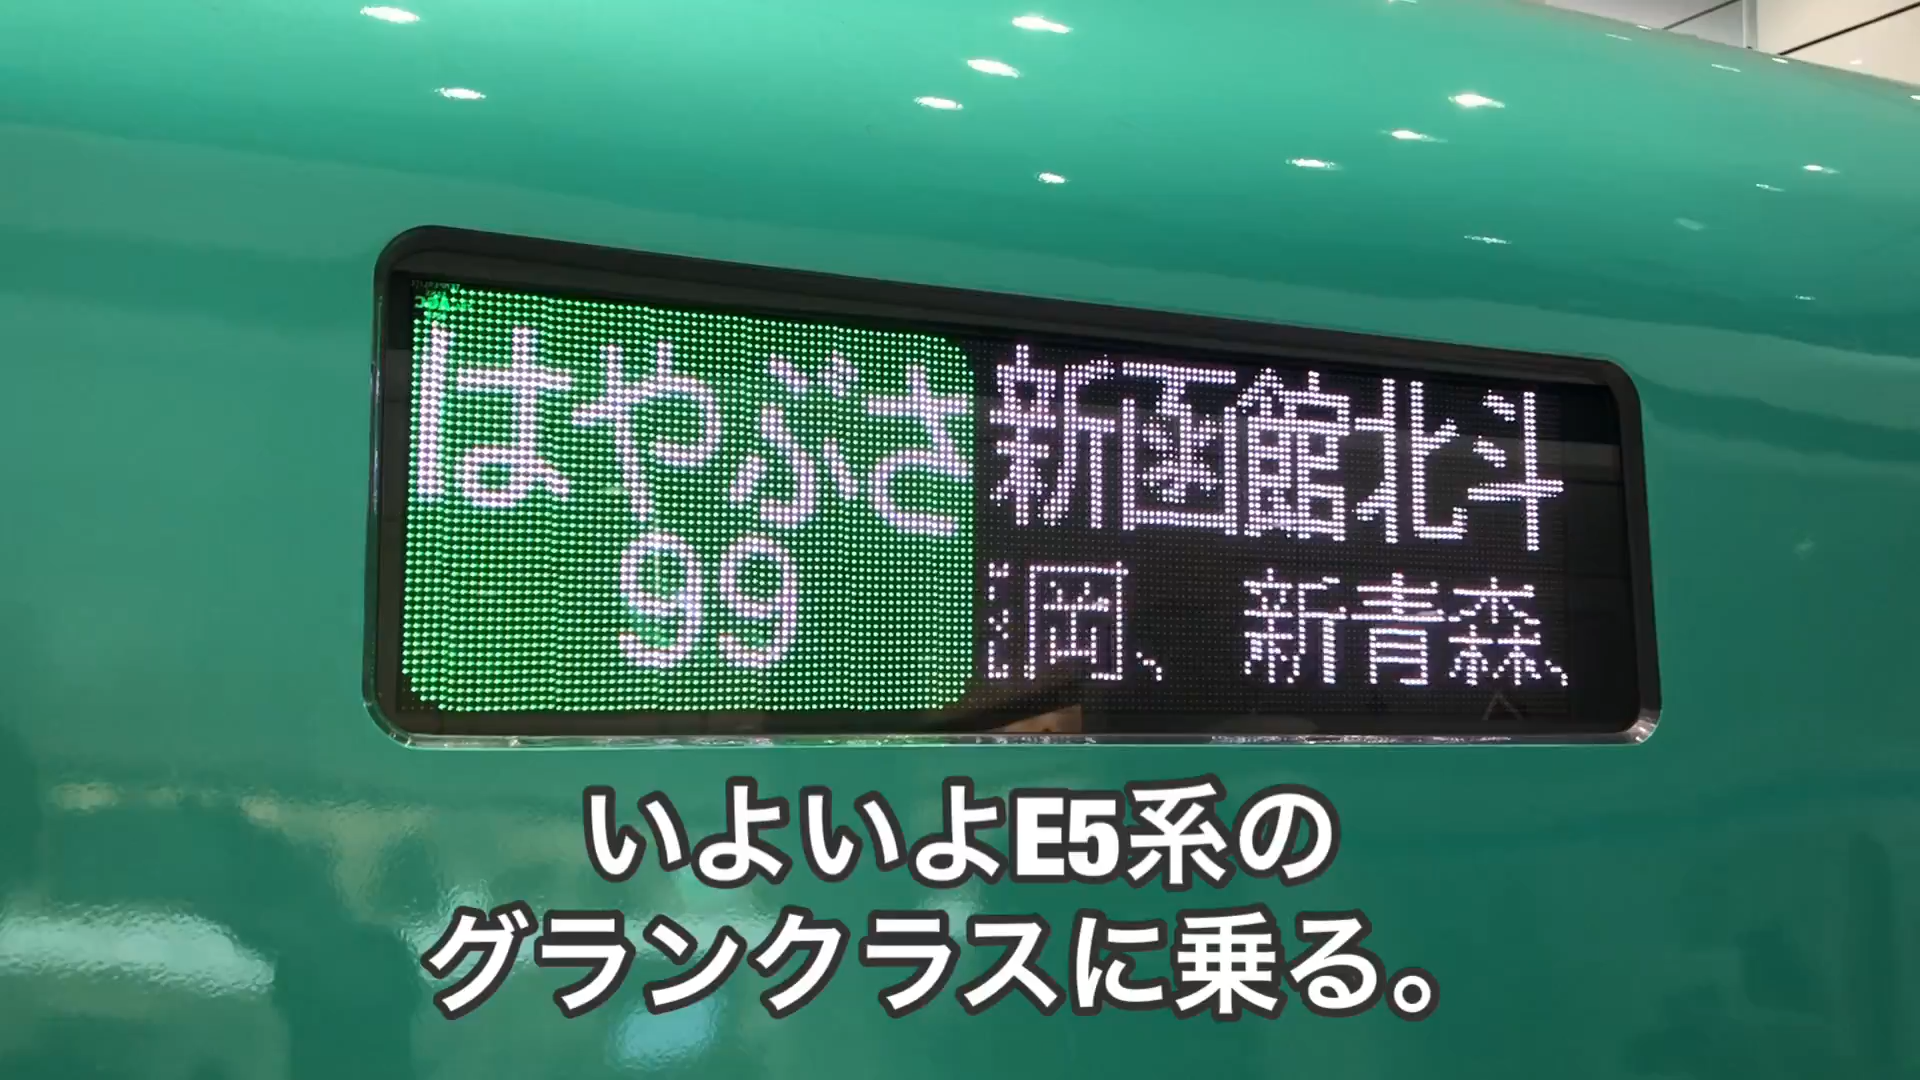 はやぶさ
99
新函館北斗
岡、新青森、
いよいよE5系の
グランクラスに乗る。